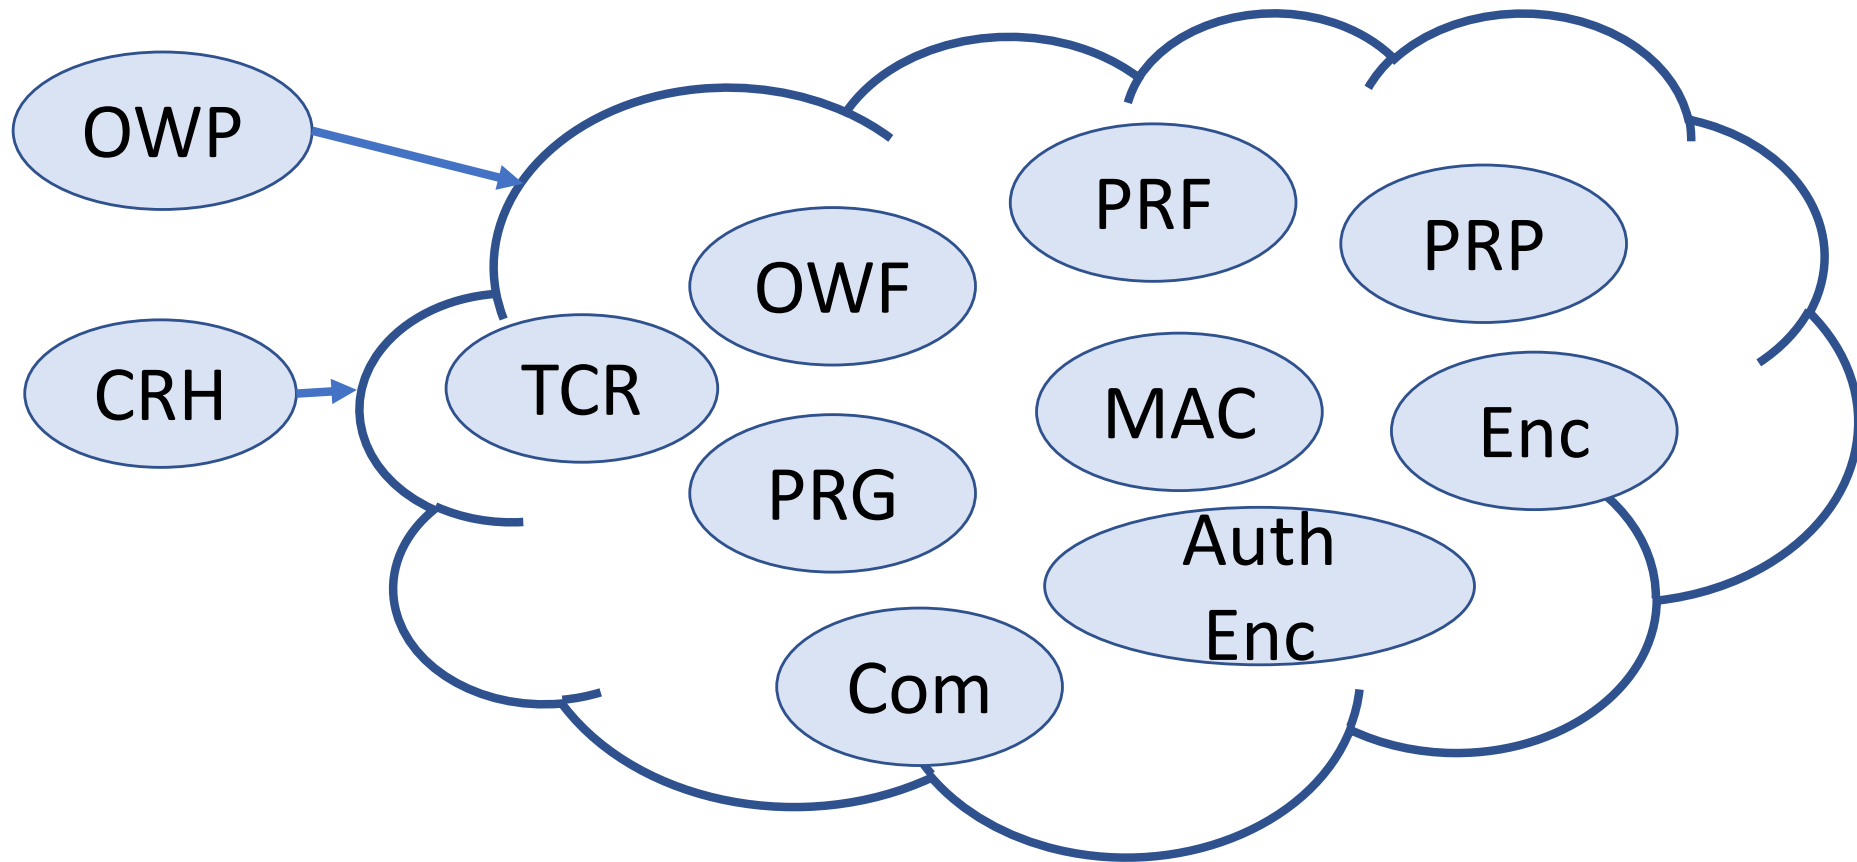 OWP
PRF
PRP
OWF
CRH
TCR
MAC
Enc
PRG
Auth
Enc
Com